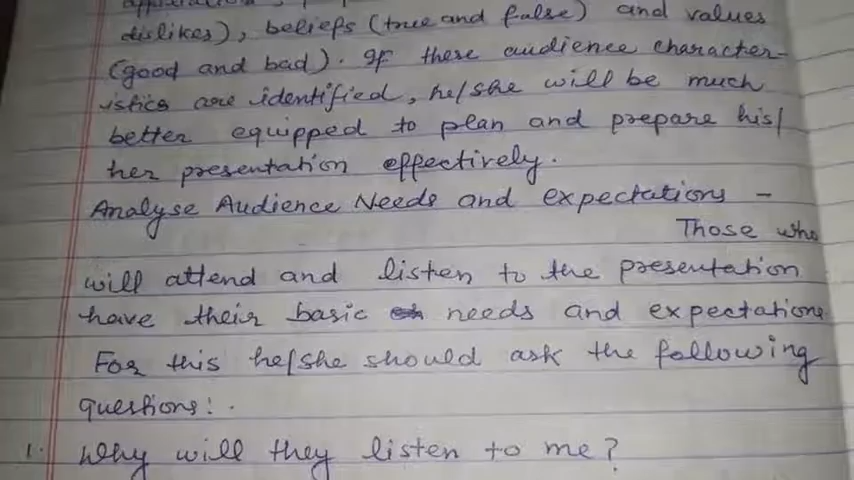 dislikes), beliefs (true and false) and values
(good and bad). If these audience character-
istics are identified, he/she will be much
better equipped to plan and prepare his/
her presentation effectively.
Analyse Audience Needs and expectations -
Those who
will attend and listen to the presentation
have their basic needs and expectations
For this he/she should ask the following
questions:.
1. Why will they listen to me?